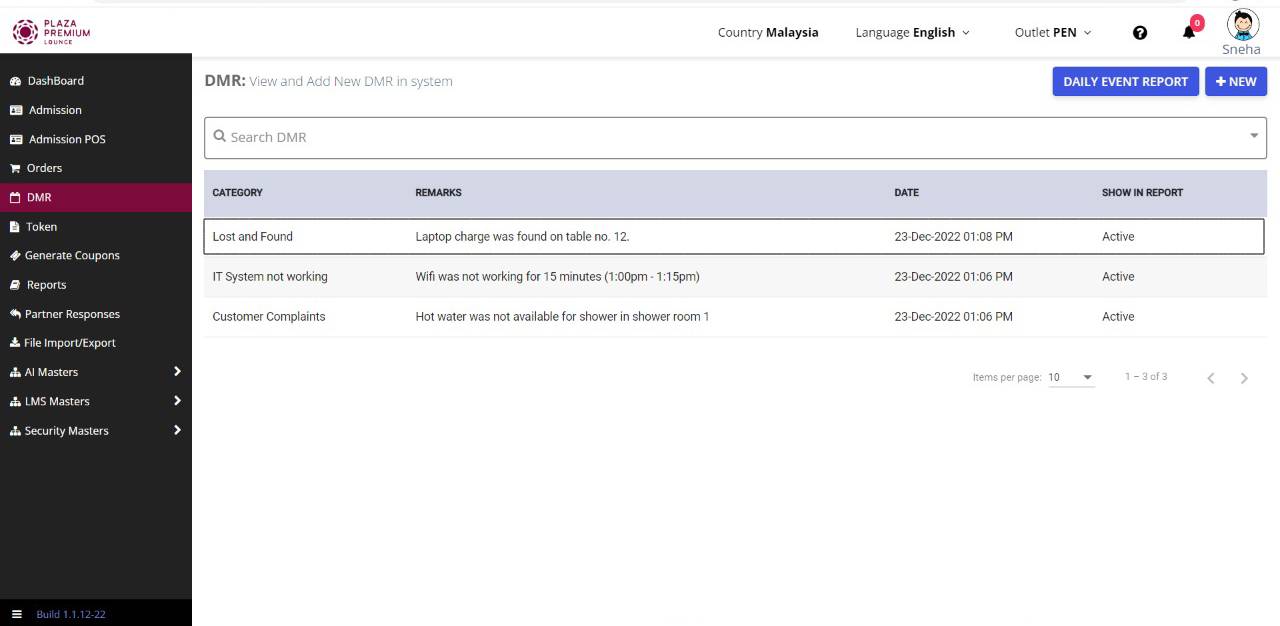 PLAZA
PREMIUM
LOUNGE
Country Malaysia
Language English
Outlet PEN
0
Sneha
DashBoard
Admission
Admission POS
Orders
DMR
Token
Generate Coupons
Reports
Partner Responses
File Import/Export
AI Masters
LMS Masters
Security Masters
Build 1.1.12-22
DMR: View and Add New DMR in system
DAILY EVENT REPORT
+ NEW
Search DMR
CATEGORY REMARKS DATE SHOW IN REPORT
Lost and Found Laptop charge was found on table no. 12. 23-Dec-2022 01:08 PM Active
IT System not working Wifi was not working for 15 minutes (1:00pm - 1:15pm) 23-Dec-2022 01:06 PM Active
Customer Complaints Hot water was not available for shower in shower room 1 23-Dec-2022 01:06 PM Active
Items per page: 10 1 – 3 of 3